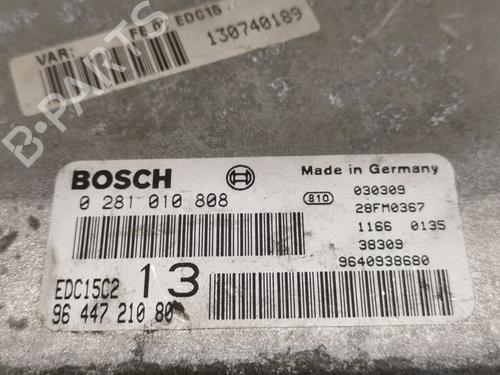 VAR:
FE.01 EDC15
130740189
B-PARTS
BOSCH
Made in Germany
0 281 010 808
810
030309
28FM0367
1166 0135
38309
9640938680
EDC15C2
13
96 447 210 80